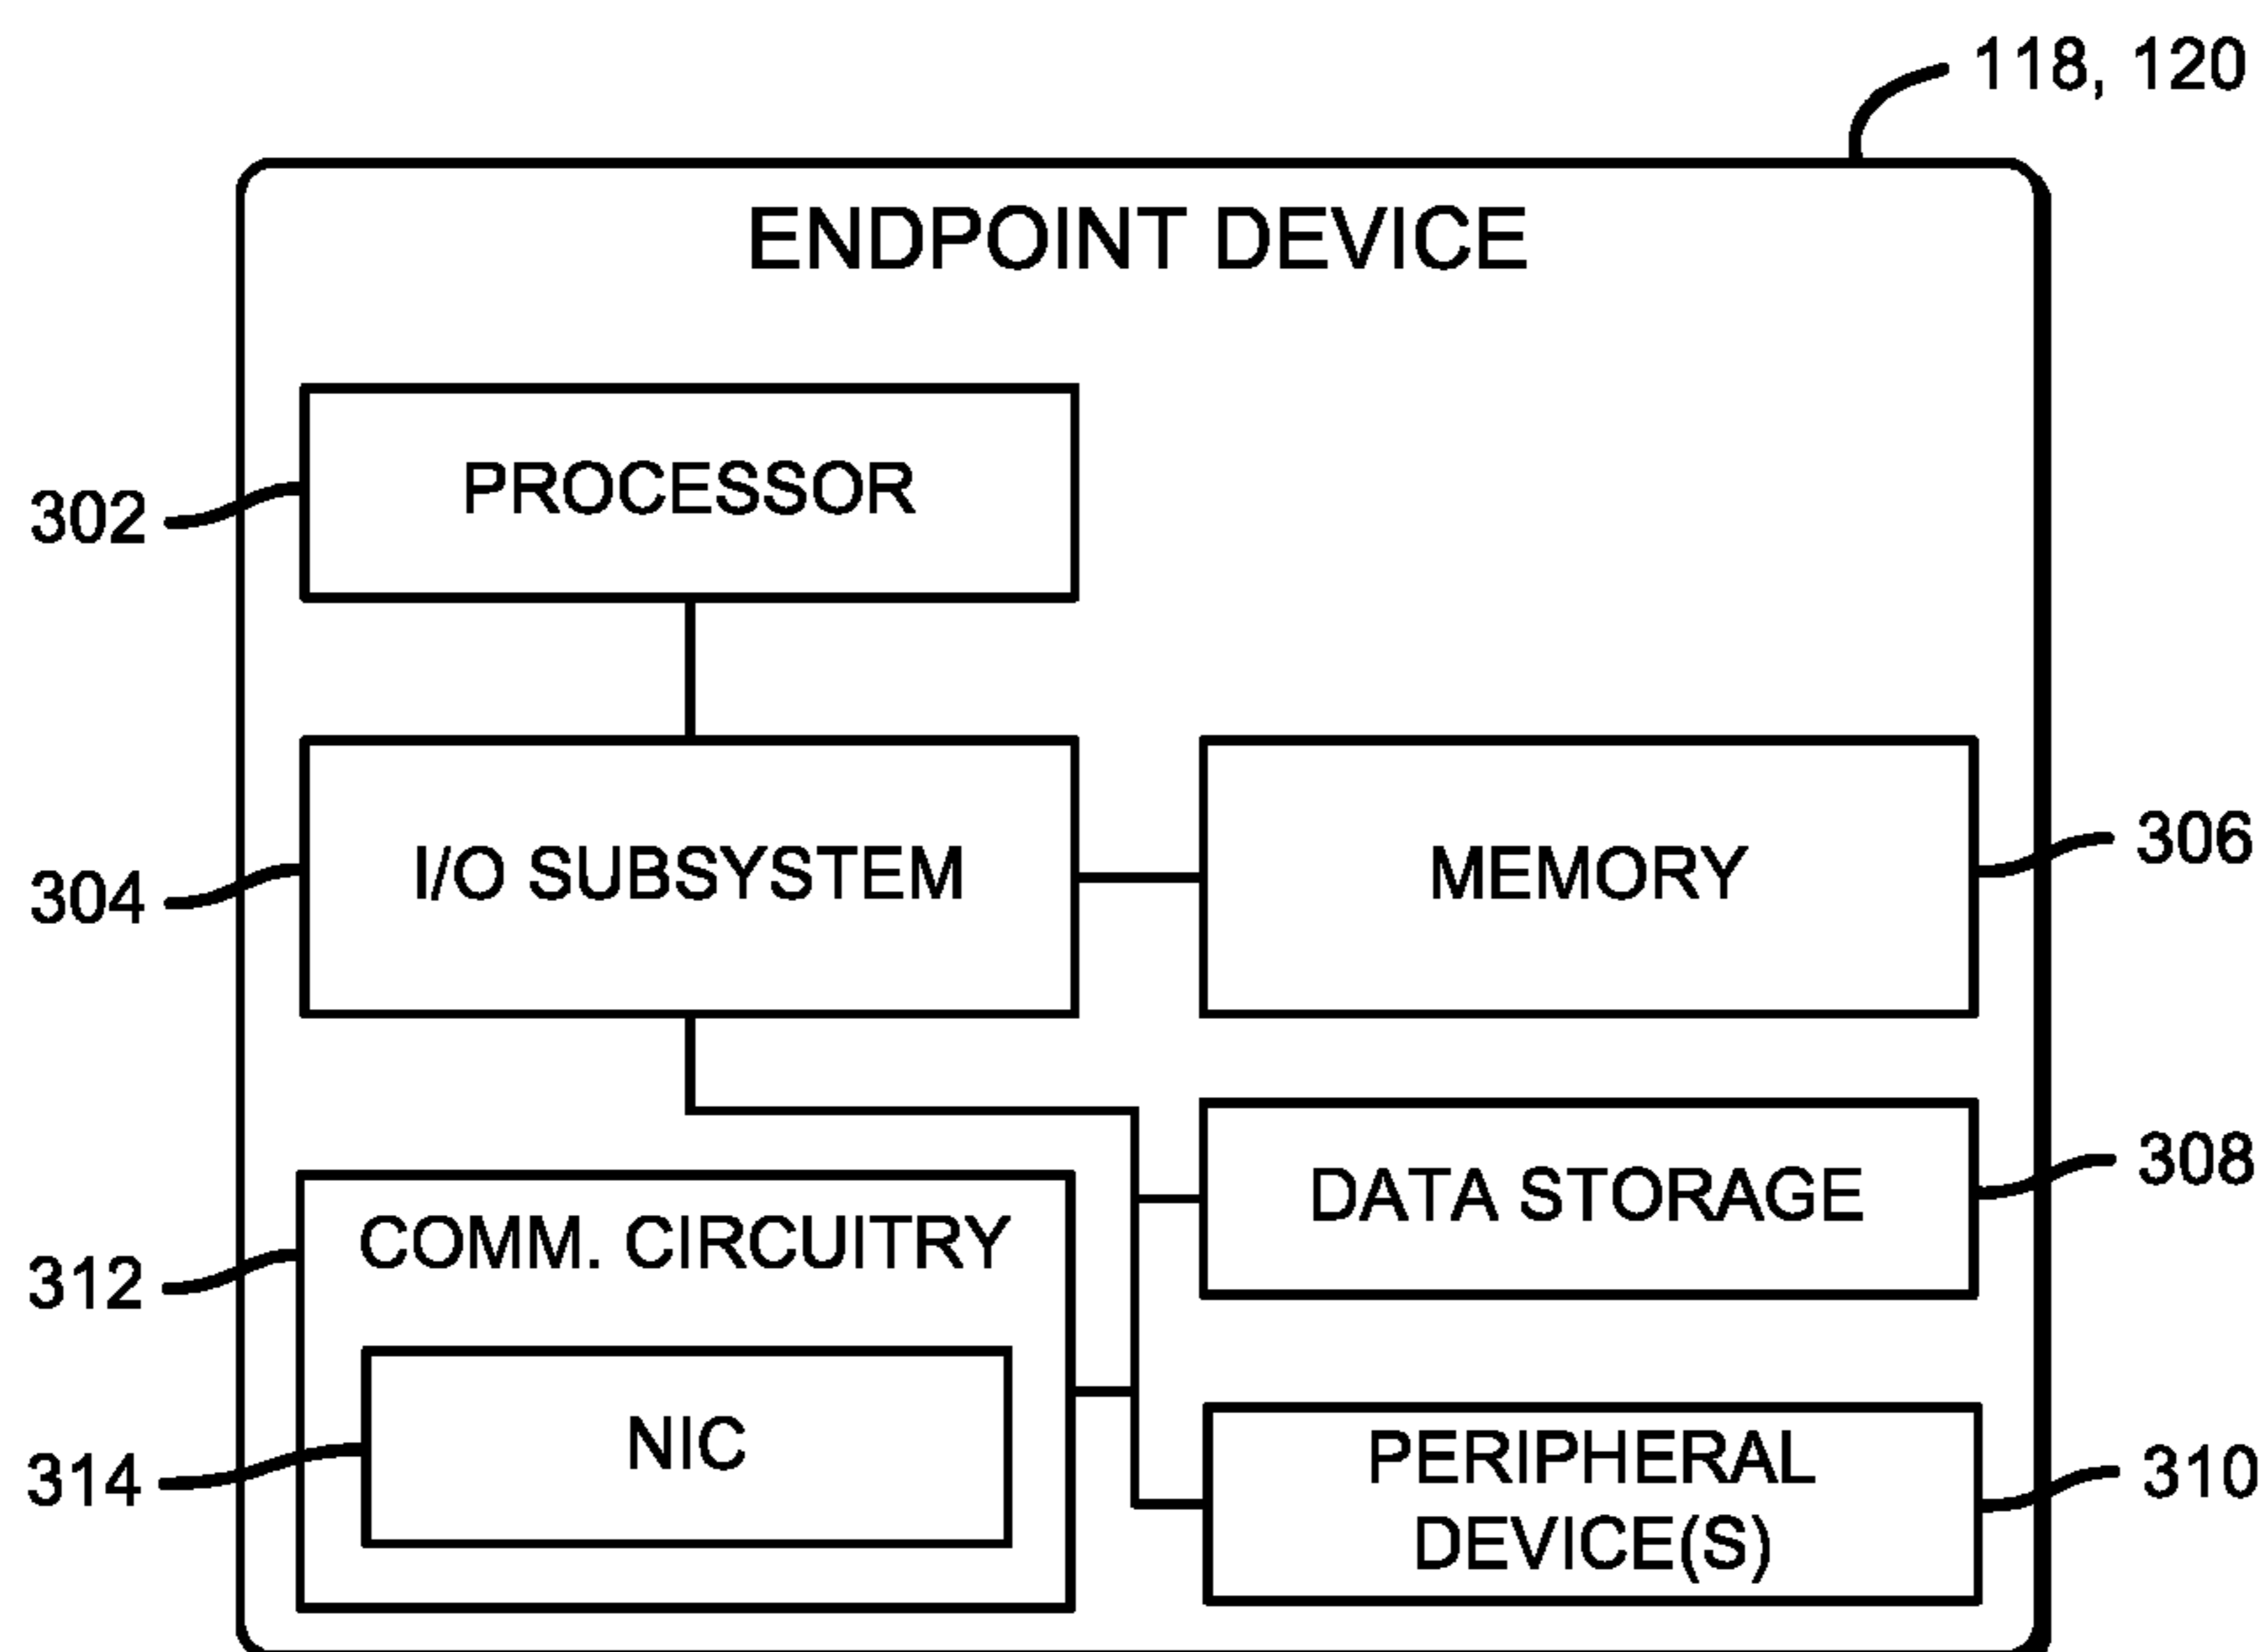 118, 120
ENDPOINT DEVICE
302
PROCESSOR
304
I/O SUBSYSTEM
MEMORY
306
DATA STORAGE
308
312
COMM. CIRCUITRY
314
NIC
PERIPHERAL
DEVICE(S)
310